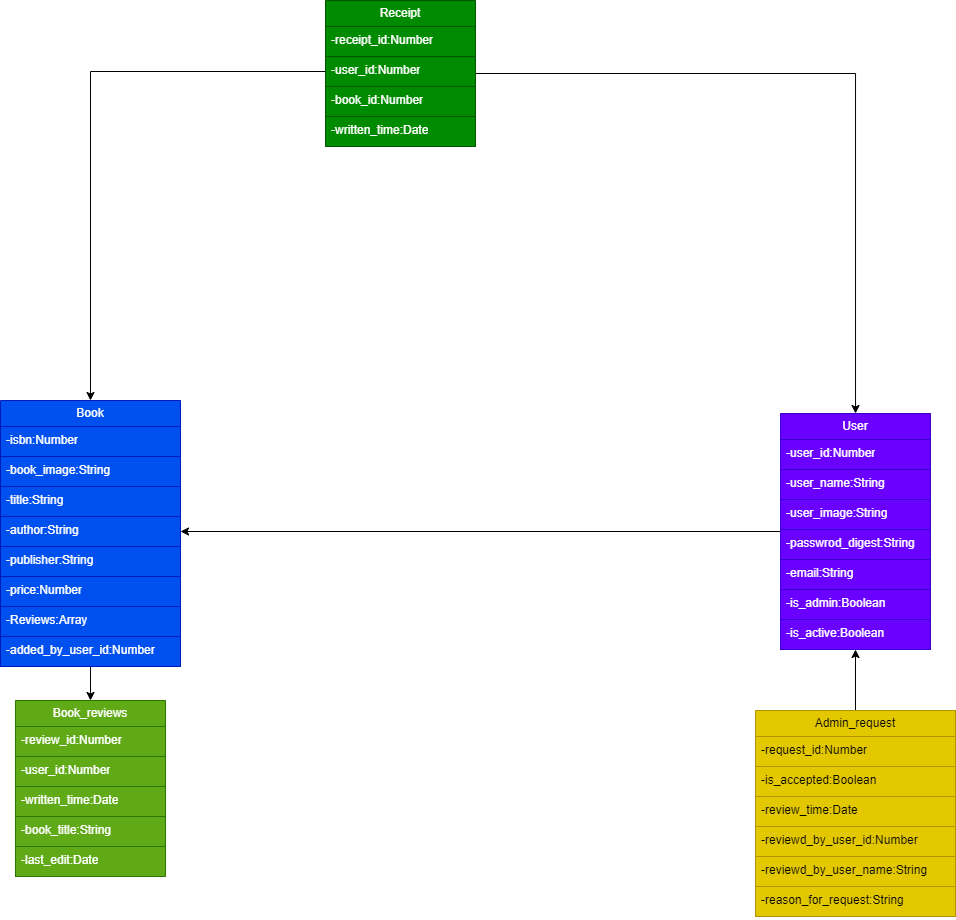 Receipt
-receipt_id:Number
-user_id:Number
-book_id:Number
-written_time:Date
Book
-isbn:Number
-book_image:String
-title:String
-author:String
-publisher:String
-price:Number
-Reviews:Array
-added_by_user_id:Number
User
-user_id:Number
-user_name:String
-user_image:String
-passwrod_digest:String
-email:String
-is_admin:Boolean
-is_active:Boolean
Book_reviews
-review_id:Number
-user_id:Number
-written_time:Date
-book_title:String
-last_edit:Date
Admin_request
-request_id:Number
-is_accepted:Boolean
-review_time:Date
-reviewd_by_user_id:Number
-reviewd_by_user_name:String
-reason_for_request:String